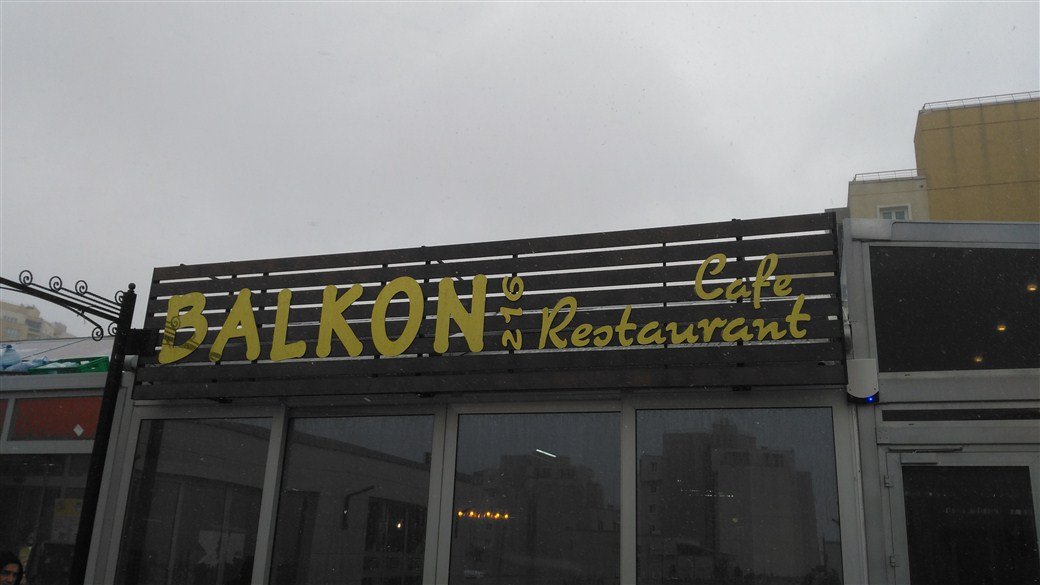 BALKON
216
Cafe
Restaurant